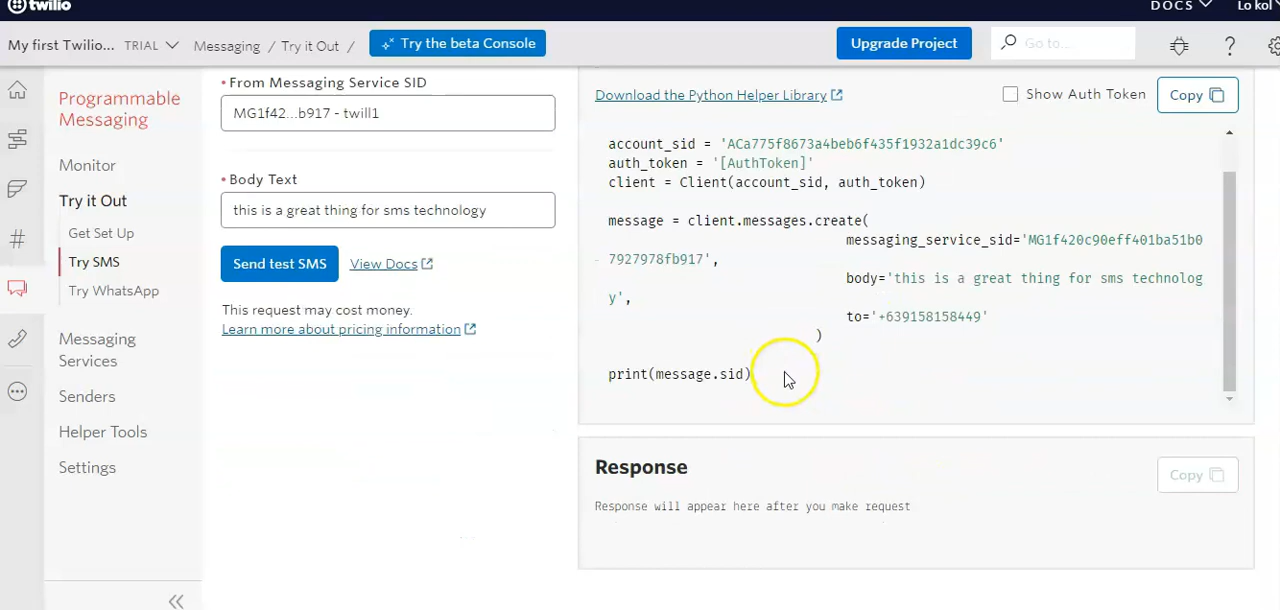 twilio
DOCS
Lo kol
My first Twilio... TRIAL
Messaging / Try it Out /
Try the beta Console
Upgrade Project
Go to...
Programmable
Messaging
Monitor
Try it Out
Get Set Up
Try SMS
Try WhatsApp
Messaging
Services
Senders
Helper Tools
Settings
• From Messaging Service SID
MG1f42...b917 - twill1
• Body Text
this is a great thing for sms technology
Send test SMS
View Docs
This request may cost money.
Learn more about pricing information
Download the Python Helper Library
Show Auth Token
Copy
account_sid = 'ACa775f8673a4beb6f435f1932a1dc39c6'
auth_token = '[AuthToken]'
client = Client(account_sid, auth_token)
message = client.messages.create(
messaging_service_sid='MG1f420c90eff401ba51b0
7927978fb917',
body='this is a great thing for sms technolog
y',
to='+639158158449'
)
print(message.sid)
Response
Copy
Response will appear here after you make request